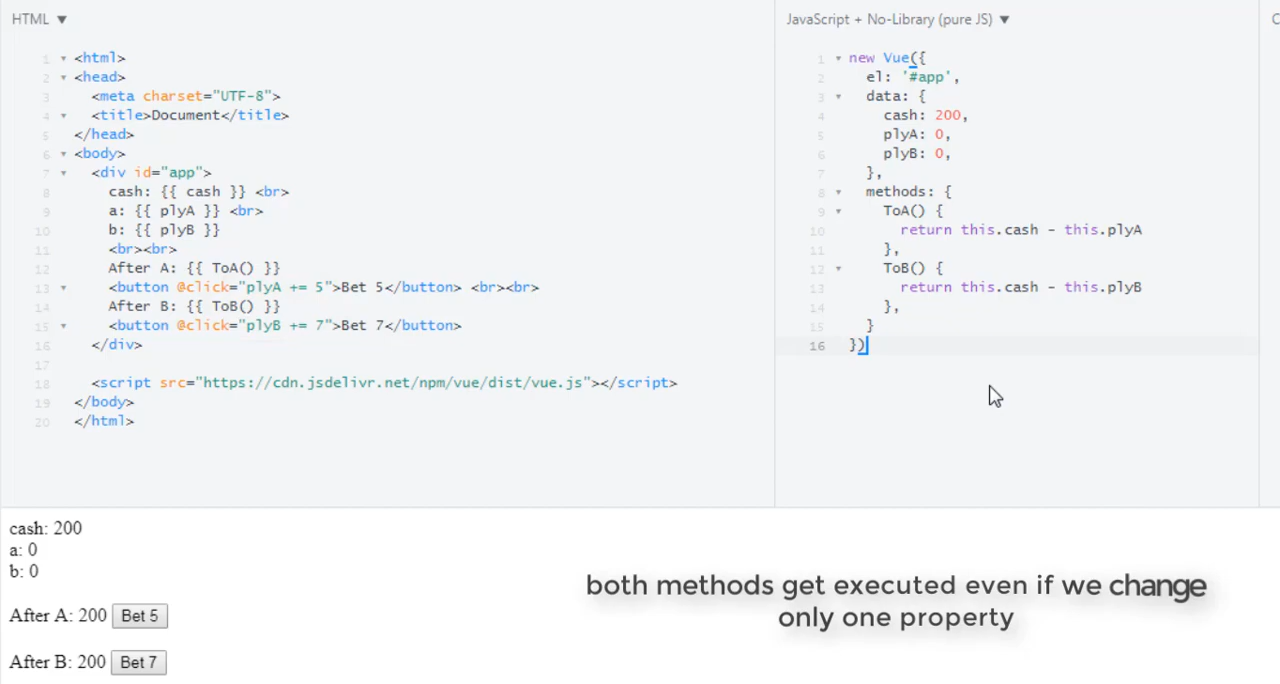 HTML ▼
1 ▾ <html>
2 ▾ <head>
3 <meta charset="UTF-8">
4 ▾ <title>Document</title>
5 </head>
6 ▾ <body>
7 ▾ <div id="app">
8 cash: {{ cash }} <br>
9 a: {{ plyA }} <br>
10 b: {{ plyB }}
11 <br><br>
12 After A: {{ ToA() }}
13 ▾ <button @click="plyA += 5">Bet 5</button> <br><br>
14 After B: {{ ToB() }}
15 ▾ <button @click="plyB += 7">Bet 7</button>
16 </div>
17
18 <script src="https://cdn.jsdelivr.net/npm/vue/dist/vue.js"></script>
19 </body>
20 </html>
JavaScript + No-Library (pure JS) ▼
1 ▾ new Vue({
2 el: '#app',
3 ▾ data: {
4 cash: 200,
5 plyA: 0,
6 plyB: 0,
7 },
8 ▾ methods: {
9 ▾ ToA() {
10 return this.cash - this.plyA
11 },
12 ▾ ToB() {
13 return this.cash - this.plyB
14 },
15 }
16 })
cash: 200
a: 0
b: 0
After A: 200 Bet 5
After B: 200 Bet 7
both methods get executed even if we change
only one property